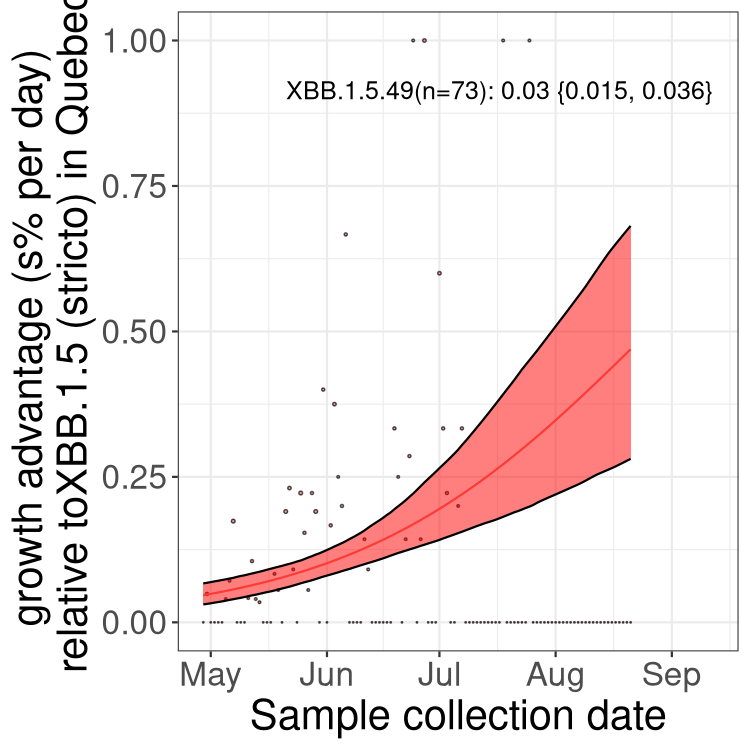 growth advantage (s% per day)
relative toXBB.1.5 (stricto) in Quebec
1.00
0.75
0.50
0.25
0.00
XBB.1.5.49(n=73): 0.03 {0.015, 0.036}
May Jun Jul Aug Sep
Sample collection date